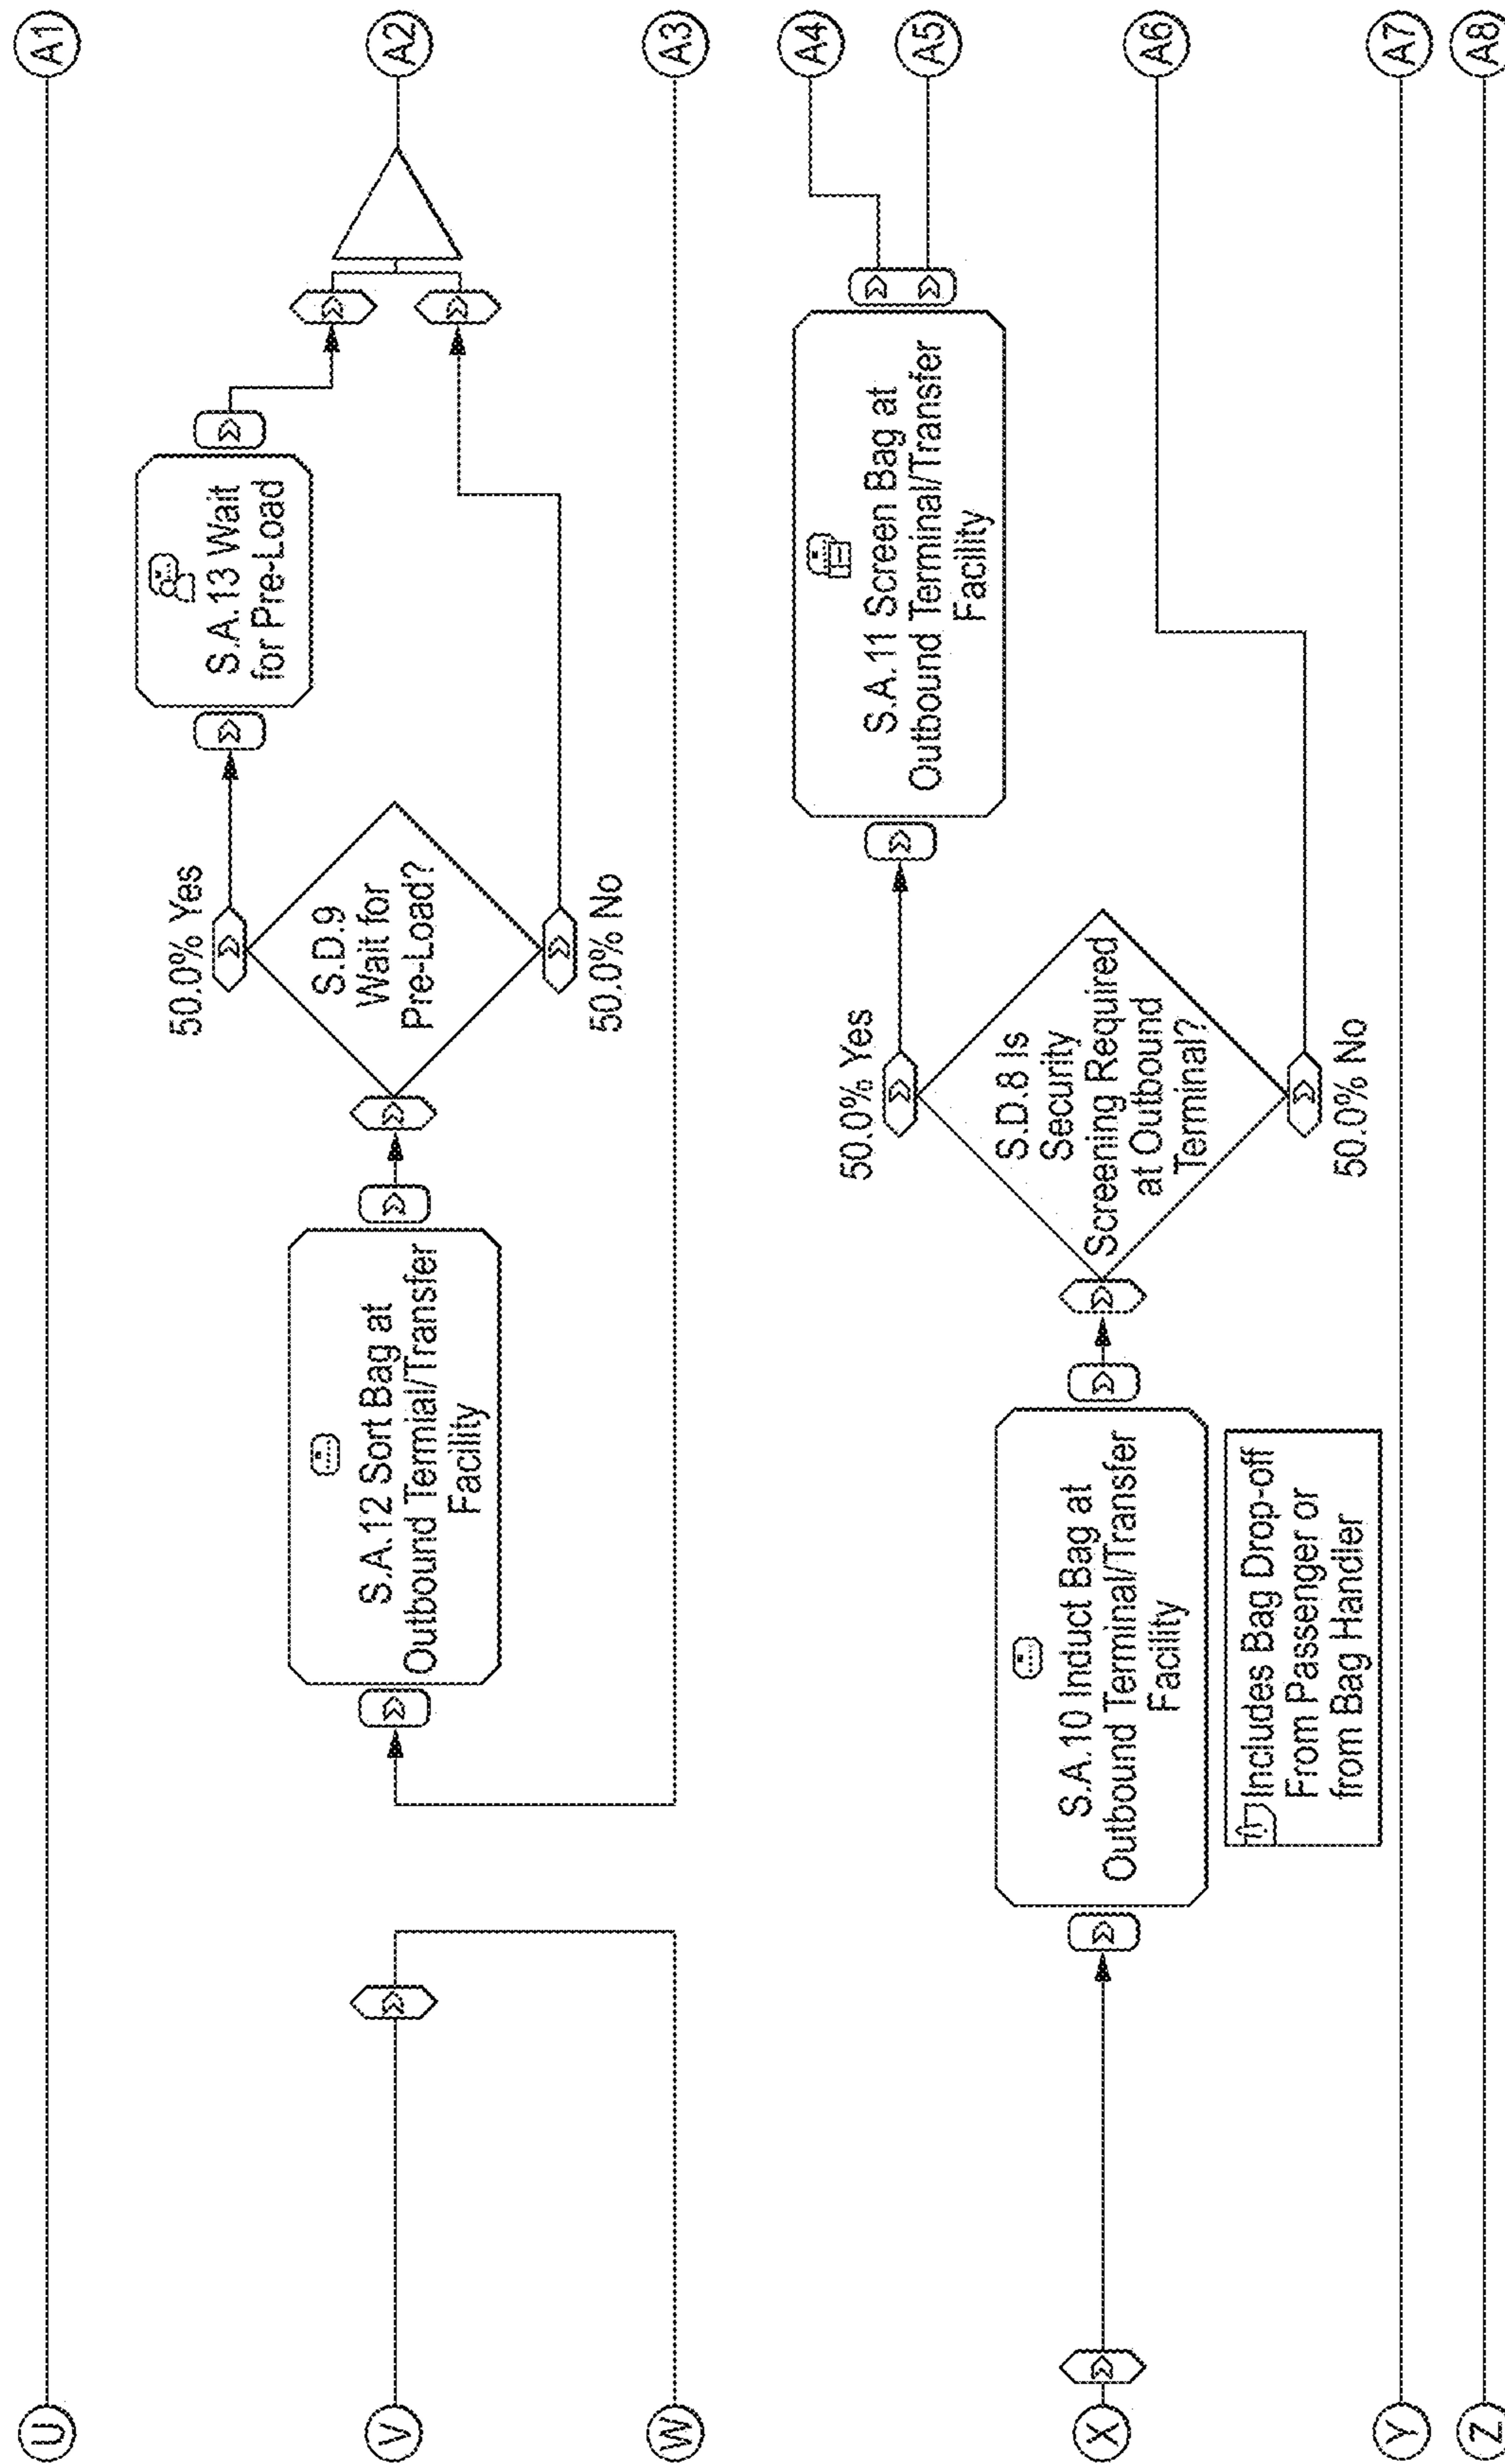 U
A1
50.0% Yes
S.A.13 Wait
for Pre-Load
V
S.A.12 Sort Bag at
Outbound Termial/Transfer
Facility
S.D.9
Wait for
Pre-Load?
A2
50.0% No
W
A3
50.0% Yes
S.A.11 Screen Bag at
Outbound Terminal/Transfer
Facility
A4
A5
X
S.A.10 Induct Bag at
Outbound Terminal/Transfer
Facility
S.D.8 Is
Security
Screening Required
at Outbound
Terminal?
A6
Includes Bag Drop-off
From Passenger or
from Bag Handler
50.0% No
Y
A7
Z
A8